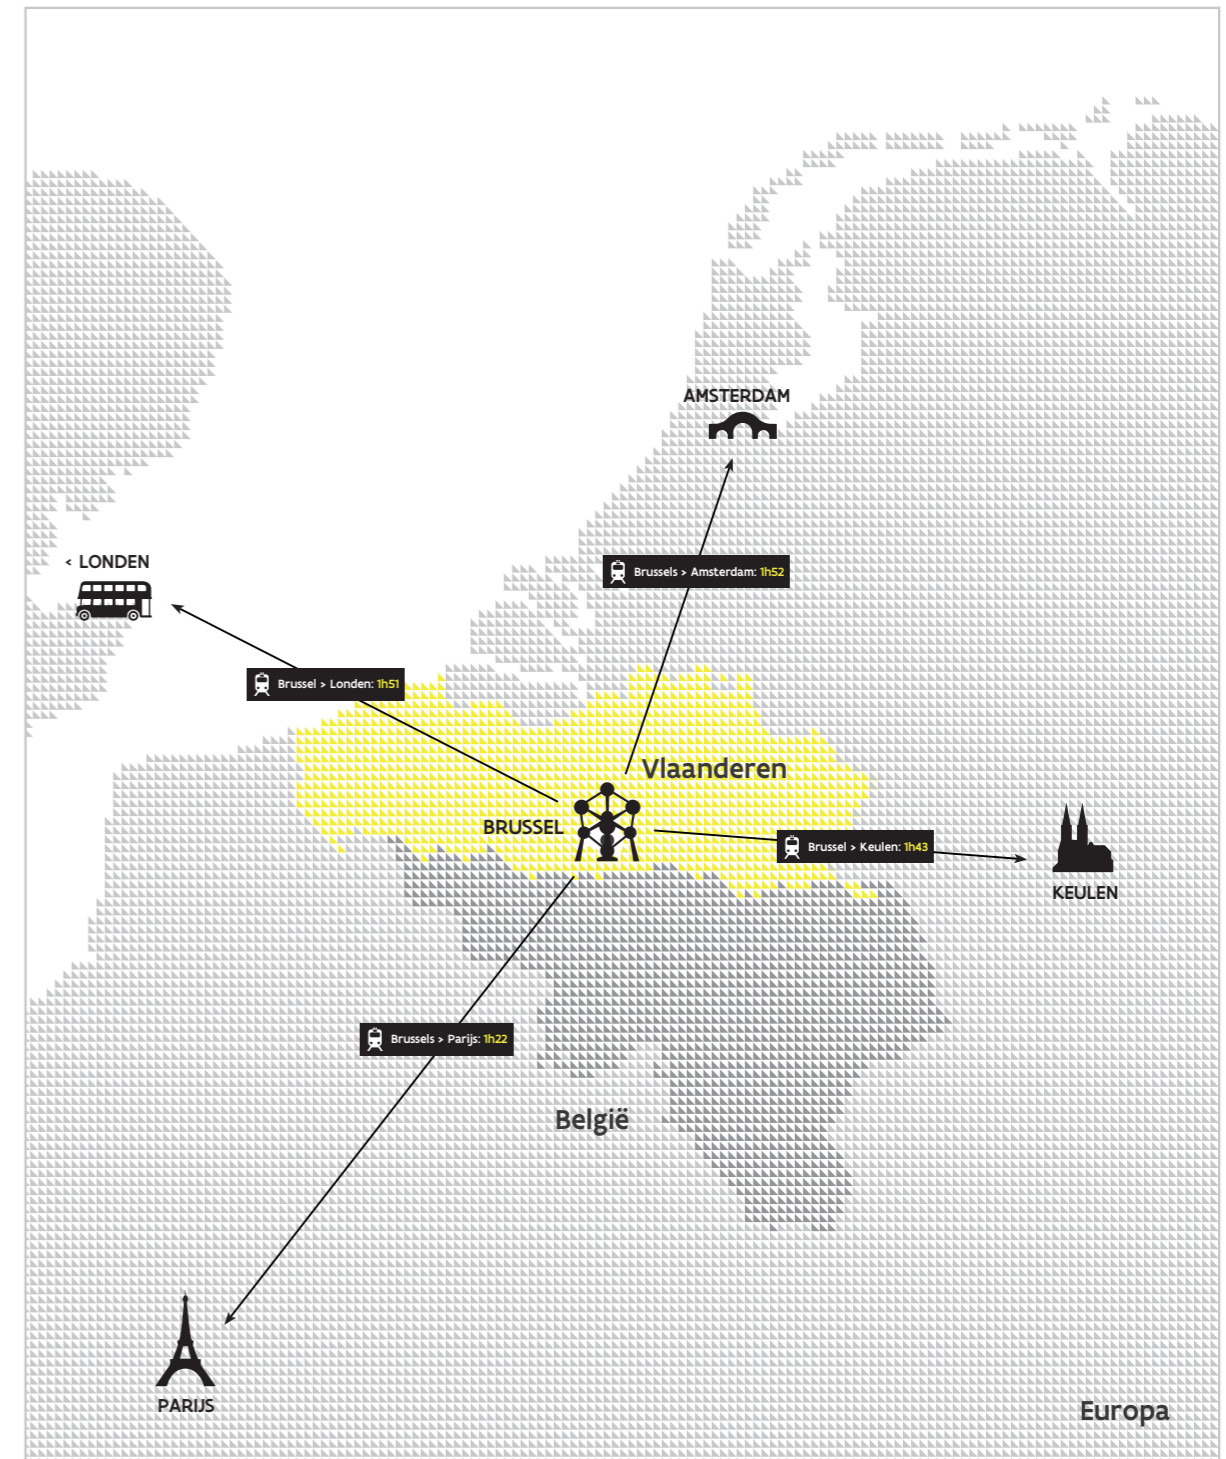 AMSTERDAM
< LONDEN
Brussels > Amsterdam: 1h52
Brussel > Londen: 1h51
Vlaanderen
BRUSSEL
Brussel > Keulen: 1h43
KEULEN
Brussels > Parijs: 1h22
België
PARIJS
Europa